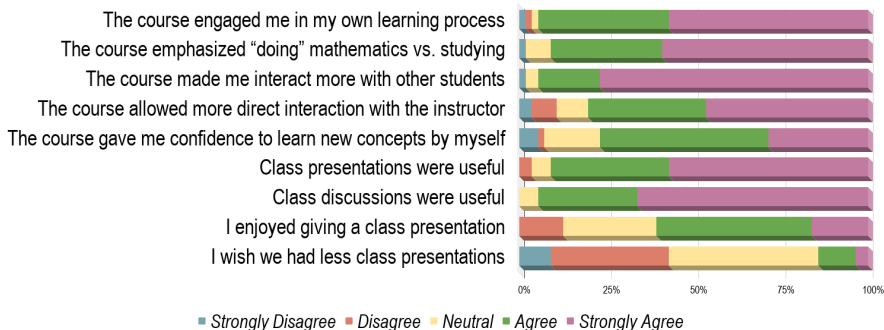 The course engaged me in my own learning process
The course emphasized “doing” mathematics vs. studying
The course made me interact more with other students
The course allowed more direct interaction with the instructor
The course gave me confidence to learn new concepts by myself
Class presentations were useful
Class discussions were useful
I enjoyed giving a class presentation
I wish we had less class presentations
0% 25% 50% 75% 100%
Strongly Disagree Disagree Neutral Agree Strongly Agree